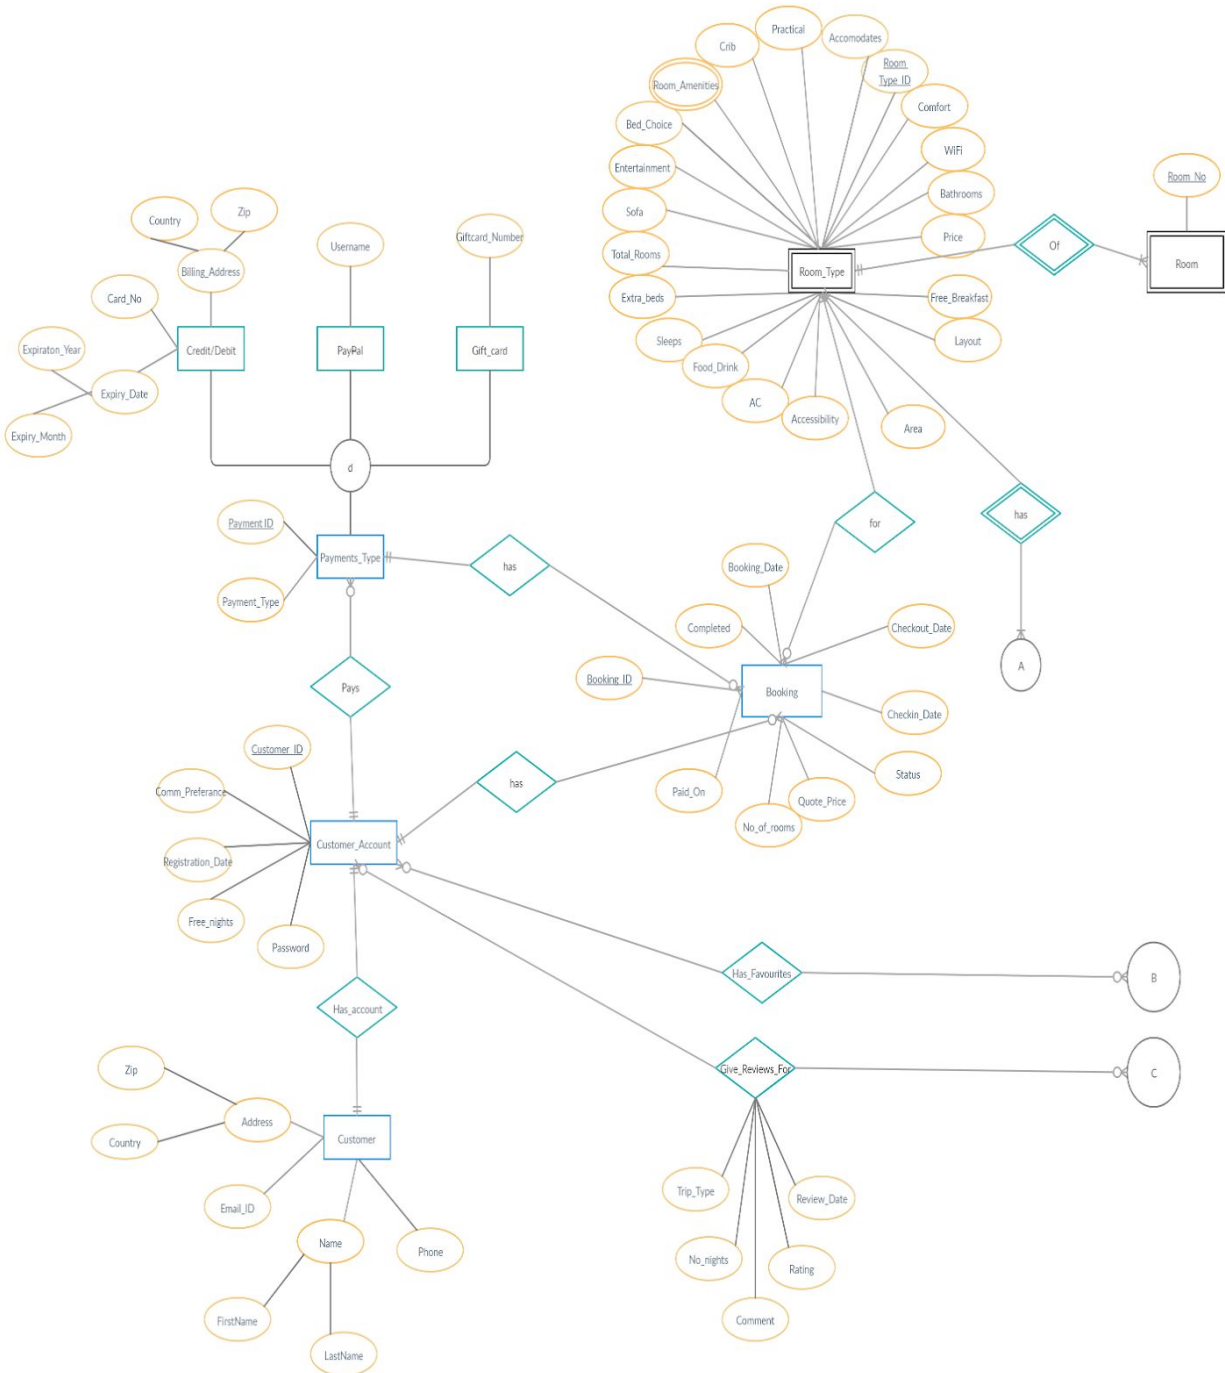 Practical
Accomodates
Crib
Room
Type_ID
Room_Amenities
Comfort
Bed_Choice
WiFi
Entertainment
Room_No
Bathrooms
Country
Zip
Sofa
Username
Giftcard_Number
Price
Of
Total_Rooms
Room_Type
Room
Billing_Address
Card_No
Extra_beds
Free_Breakfast
Sleeps
Layout
Expiraton_Year
Credit/Debit
PayPal
Gift_card
Food_Drink
Expiry_Date
AC
Accessibility
Area
Expiry_Month
d
has
Payment ID
for
Payments_Type
has
Booking_Date
Payment_Type
Completed
Checkout_Date
A
Booking_ID
Pays
Booking
Checkin_Date
Customer_ID
Status
has
Comm_Preferance
Paid_On
Quote_Price
No_of_rooms
Customer_Account
Registration_Date
Free_nights
Password
Has_Favourites
B
Has_account
Zip
Give_Reviews_For
C
Address
Country
Customer
Trip_Type
Review_Date
Email_ID
Name
Phone
No_nights
Rating
FirstName
Comment
LastName